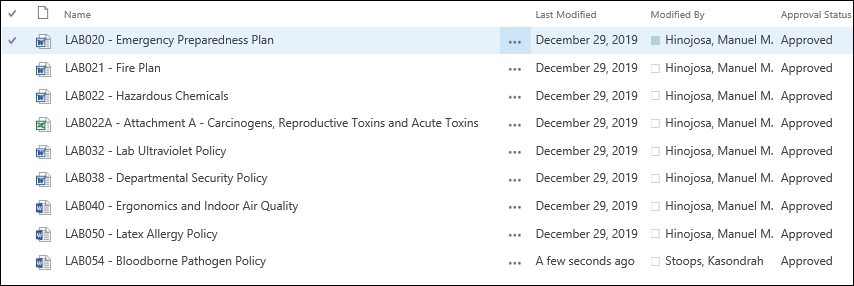 Name Last Modified Modified By Approval Status
LAB020 - Emergency Preparedness Plan ... December 29, 2019 Hinojosa, Manuel M. Approved
LAB021 - Fire Plan ... December 29, 2019 Hinojosa, Manuel M. Approved
LAB022 - Hazardous Chemicals ... December 29, 2019 Hinojosa, Manuel M. Approved
LAB022A - Attachment A - Carcinogens, Reproductive Toxins and Acute Toxins ... December 29, 2019 Hinojosa, Manuel M. Approved
LAB032 - Lab Ultraviolet Policy ... December 29, 2019 Hinojosa, Manuel M. Approved
LAB038 - Departmental Security Policy ... December 29, 2019 Hinojosa, Manuel M. Approved
LAB040 - Ergonomics and Indoor Air Quality ... December 29, 2019 Hinojosa, Manuel M. Approved
LAB050 - Latex Allergy Policy ... December 29, 2019 Hinojosa, Manuel M. Approved
LAB054 - Bloodborne Pathogen Policy ... A few seconds ago Stoops, Kasondrah Approved